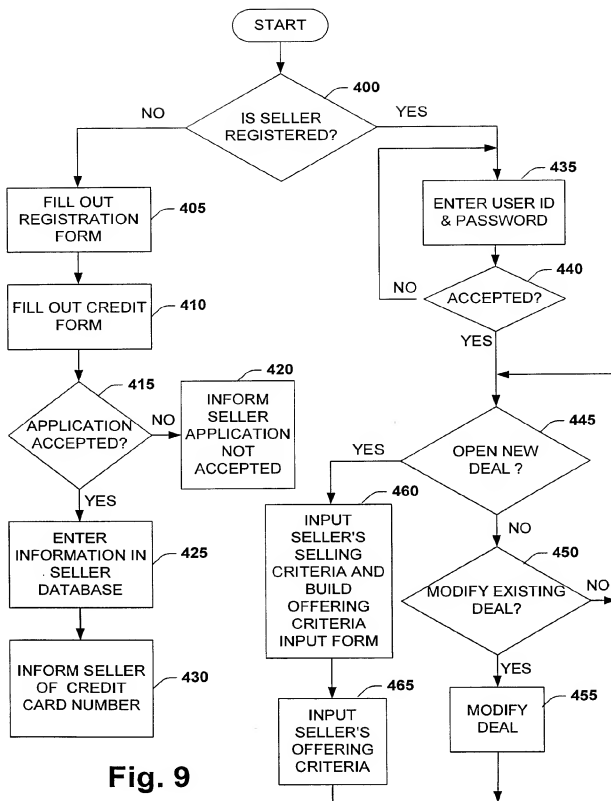 START
400
IS SELLER
REGISTERED?
NO
YES
FILL OUT
REGISTRATION
FORM
405
435
ENTER USER ID
& PASSWORD
FILL OUT CREDIT
FORM
410
440
NO
ACCEPTED?
YES
415
APPLICATION
ACCEPTED?
NO
420
INFORM
SELLER
APPLICATION
NOT
ACCEPTED
YES
445
OPEN NEW
DEAL ?
YES
NO
ENTER
INFORMATION IN
SELLER
DATABASE
425
460
INPUT
SELLER'S
SELLING
CRITERIA AND
BUILD
OFFERING
CRITERIA
INPUT FORM
450
MODIFY EXISTING
DEAL?
NO
YES
INFORM SELLER
OF CREDIT
CARD NUMBER
430
465
INPUT
SELLER'S
OFFERING
CRITERIA
455
MODIFY
DEAL
Fig. 9